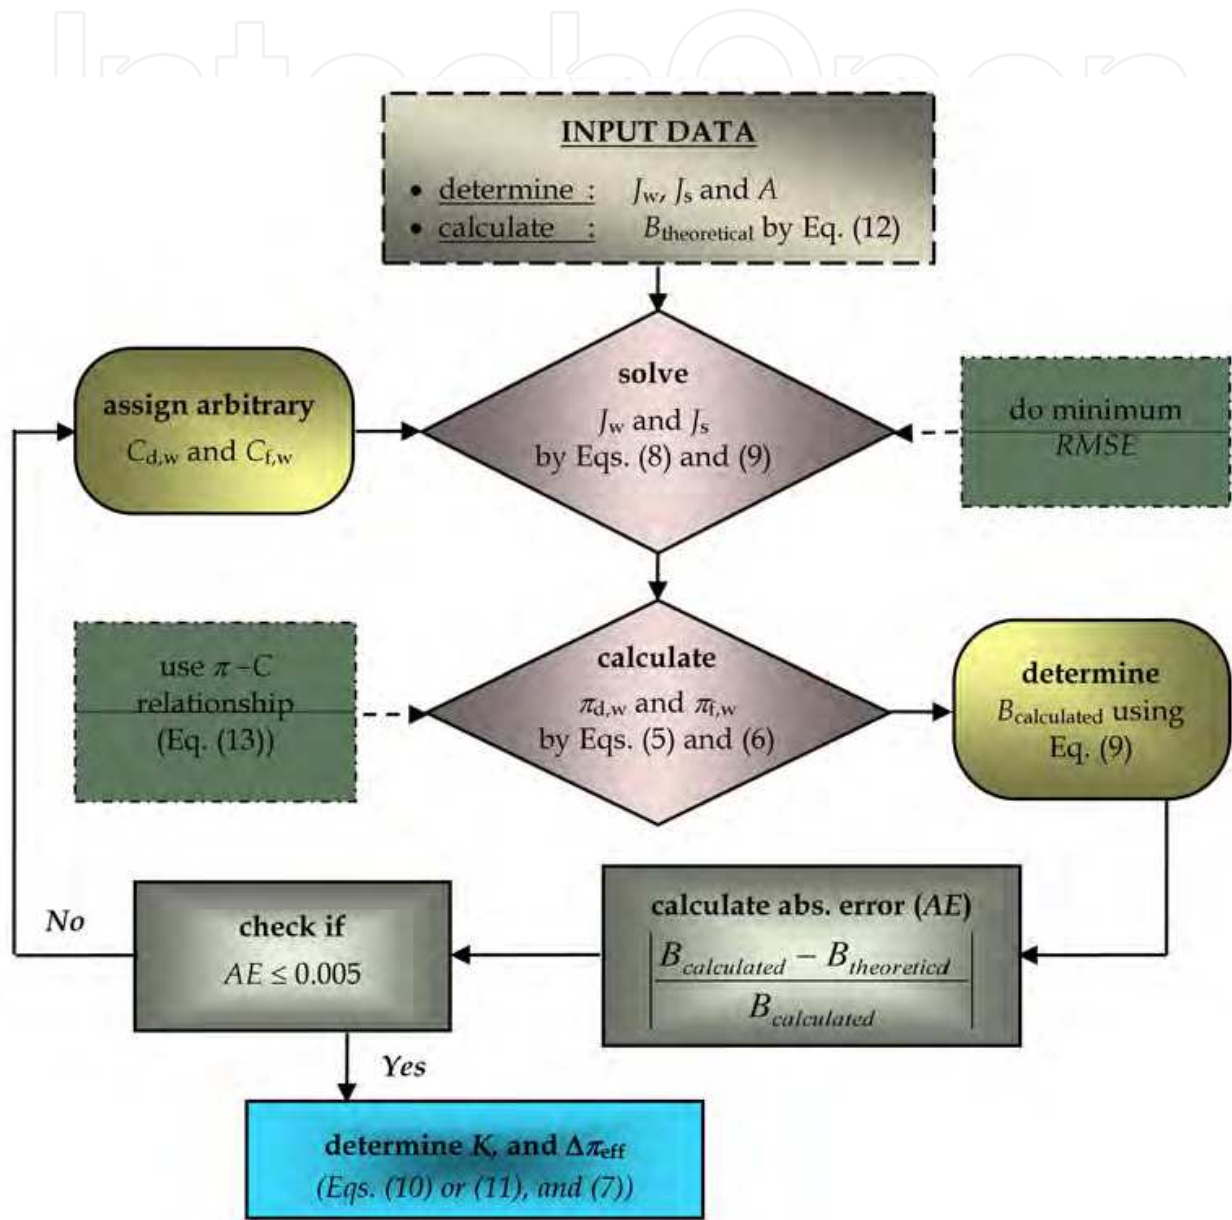 IntechOpen
INPUT DATA
• determine : Jw, Js and A
• calculate : Btheoretical by Eq. (12)
assign arbitrary
Cd,w and Cf,w
solve
Jw and Js
by Eqs. (8) and (9)
do minimum
RMSE
use π –C
relationship
(Eq. (13))
calculate
πd,w and πf,w
by Eqs. (5) and (6)
determine
Bcalculated using
Eq. (9)
No
check if
AE ≤ 0.005
calculate abs. error (AE)
|Bcalculated − Btheoreticd
Bcalculated|
Yes
determine K, and Δπeff
(Eqs. (10) or (11), and (7))